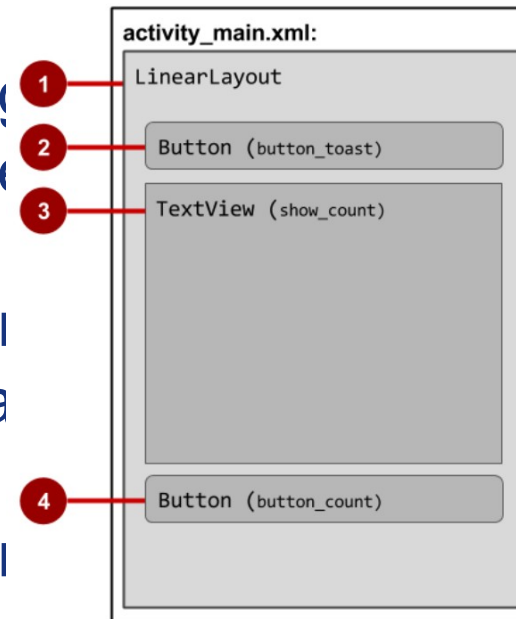 activity_main.xml:
1 LinearLayout
2 Button (button_toast)
3 TextView (show_count)
4 Button (button_count)